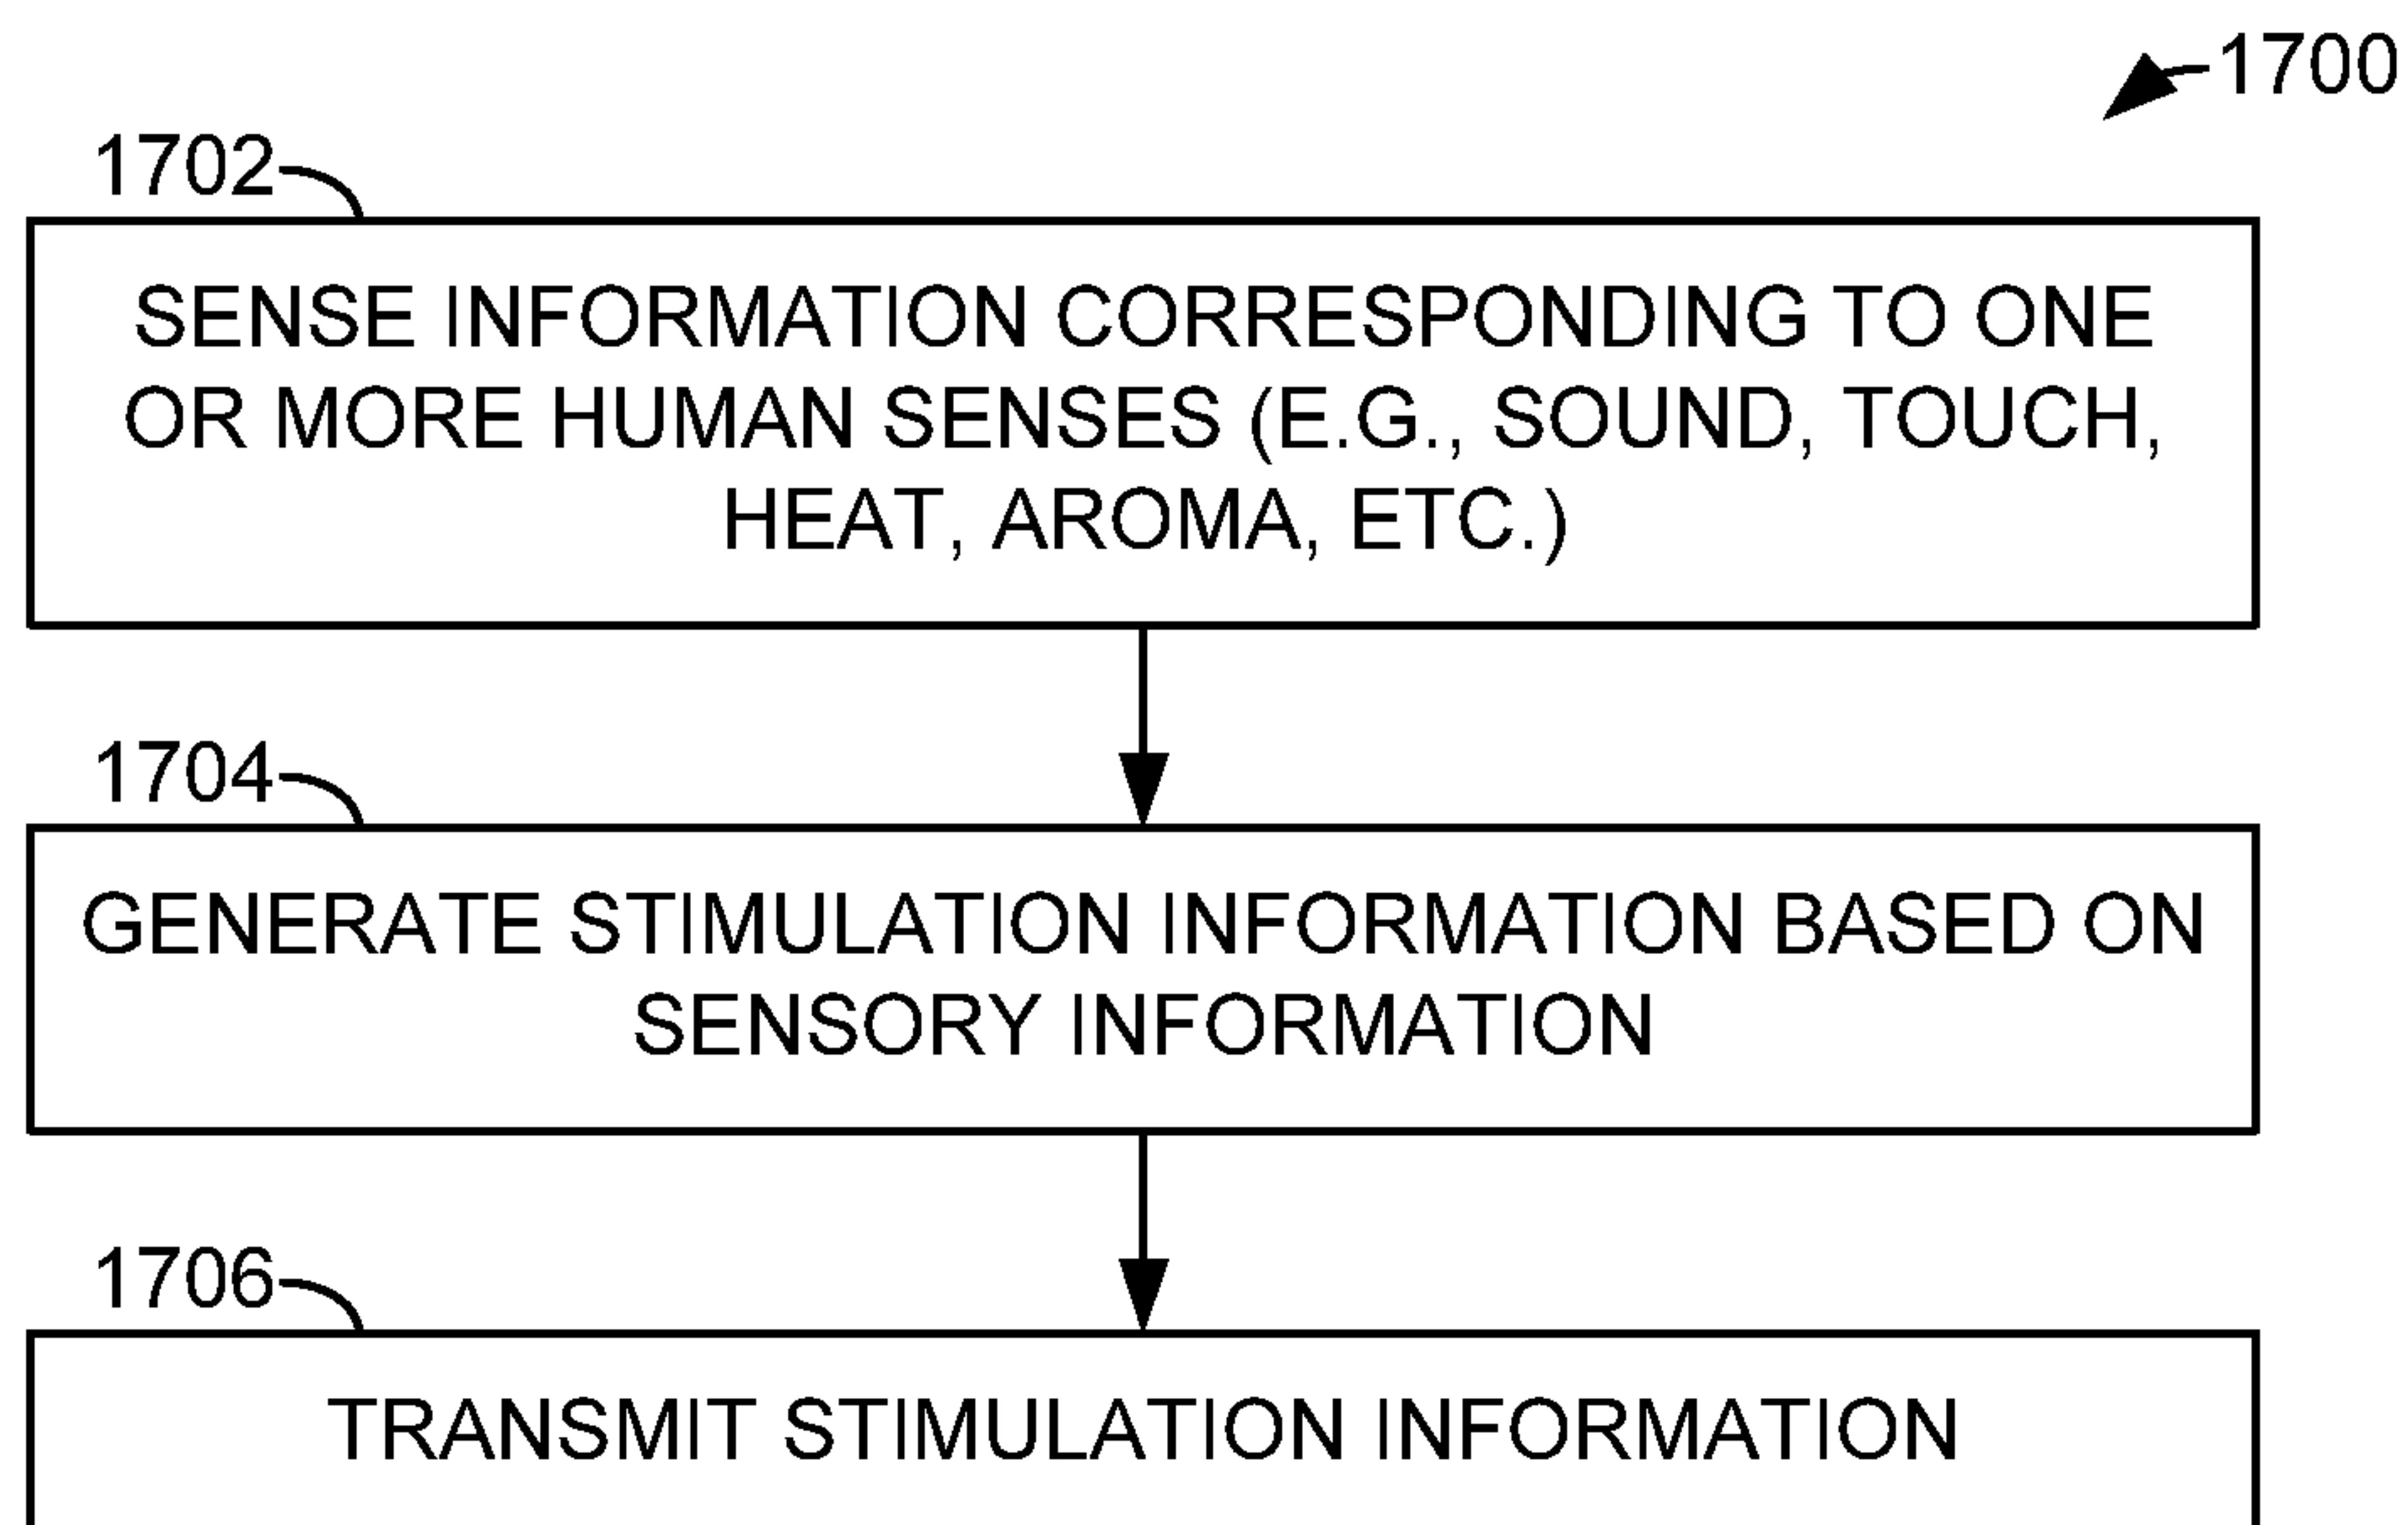 1700
1702
SENSE INFORMATION CORRESPONDING TO ONE
OR MORE HUMAN SENSES (E.G., SOUND, TOUCH,
HEAT, AROMA, ETC.)
1704
GENERATE STIMULATION INFORMATION BASED ON
SENSORY INFORMATION
1706
TRANSMIT STIMULATION INFORMATION